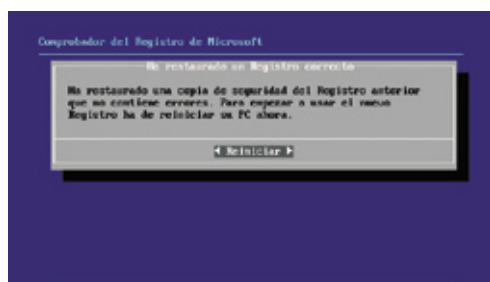 Comprobador del Registro de Microsoft
Ha restaurado un Registro correcto
Ha restaurado una copia de seguridad del Registro anterior
que no contiene errores. Para empezar a usar el nuevo
Registro ha de reiniciar su PC ahora.
Reiniciar